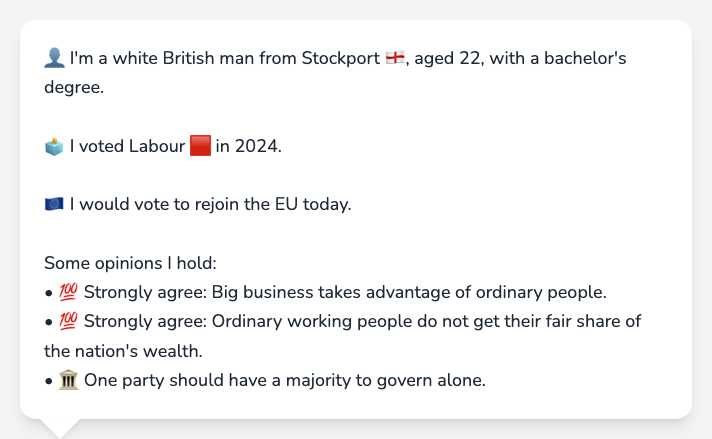 👤 I'm a white British man from Stockport 🏴󠁧󠁢󠁥󠁮󠁧󠁿, aged 22, with a bachelor's
degree.
🗳️ I voted Labour 🟥 in 2024.
🇪🇺 I would vote to rejoin the EU today.
Some opinions I hold:
• 💯 Strongly agree: Big business takes advantage of ordinary people.
• 💯 Strongly agree: Ordinary working people do not get their fair share of
the nation's wealth.
• 🏛️ One party should have a majority to govern alone.